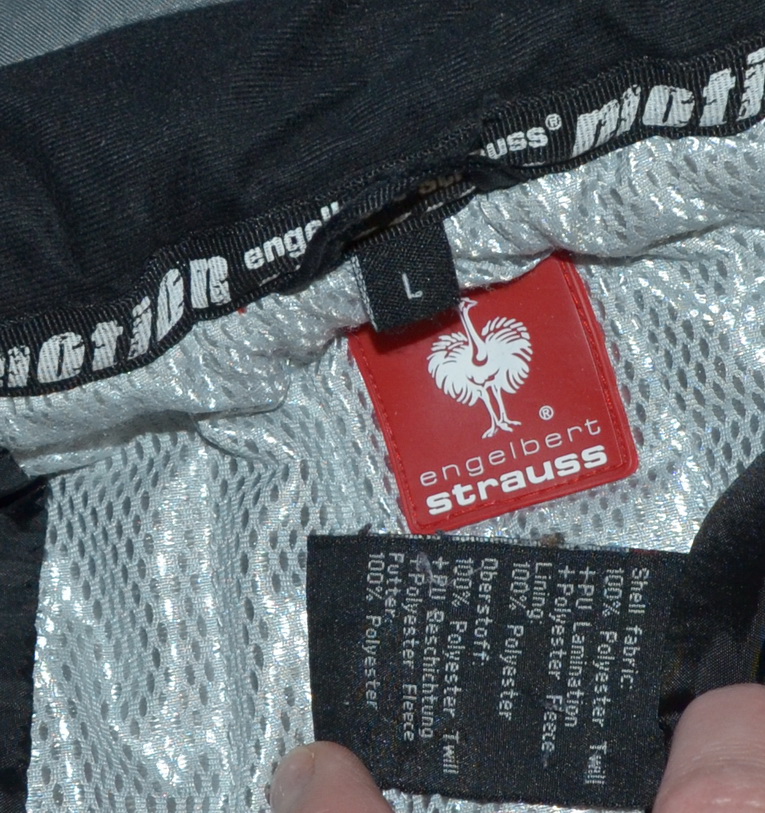 motion engelbert strauss® moti
L
®
engelbert
strauss
Shell fabric:
100% Polyester Twill
+PU Lamination
+Polyester Fleece
Lining:
100% Polyester
Oberstoff:
100% Polyester Twill
+PU Beschichtung
+Polyester Fleece
Futter:
100% Polyester